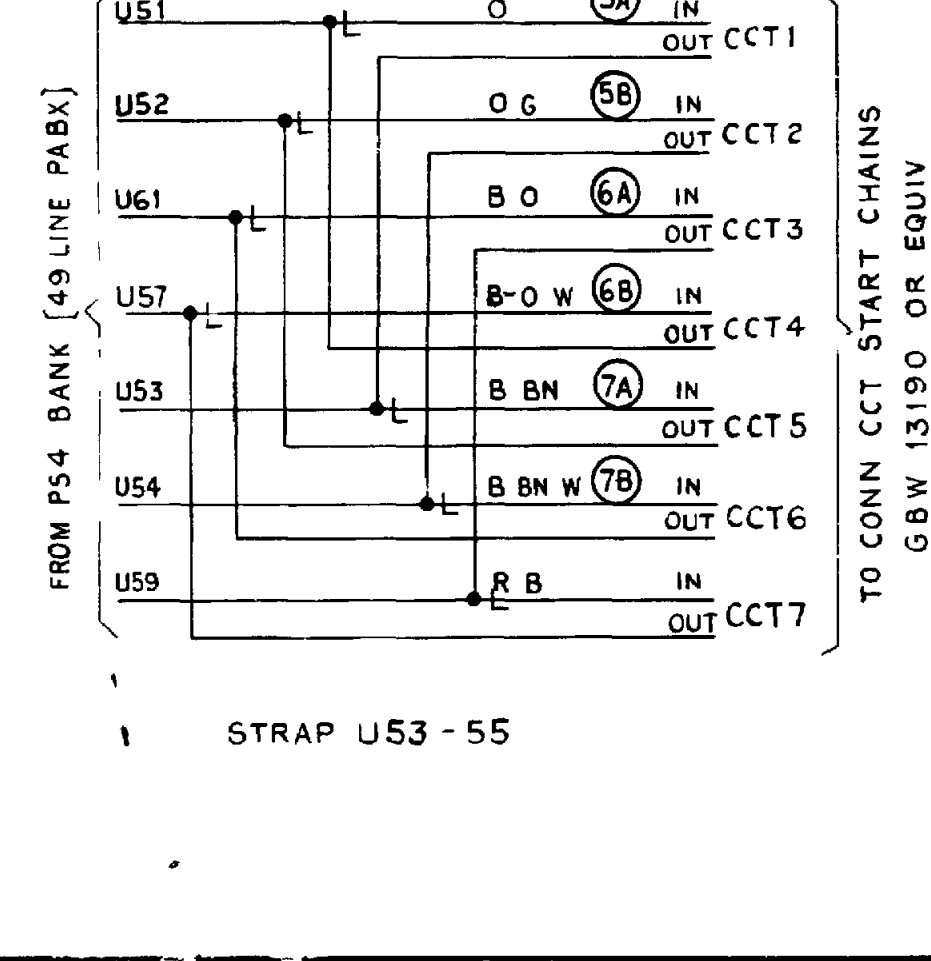 U51 O 5A IN
OUT CCT1
U52 O G 5B IN
OUT CCT2
U61 B O 6A IN
OUT CCT3
U57 B-O W 6B IN
OUT CCT4
U53 B BN 7A IN
OUT CCT5
U54 B BN W 7B IN
OUT CCT6
U59 R B IN
OUT CCT7
FROM PS4 BANK [49 LINE PABX]
TO CONN CCT START CHAINS
GBW 13190 OR EQUIV
L
L
L
L
L
L
L
STRAP U53-55